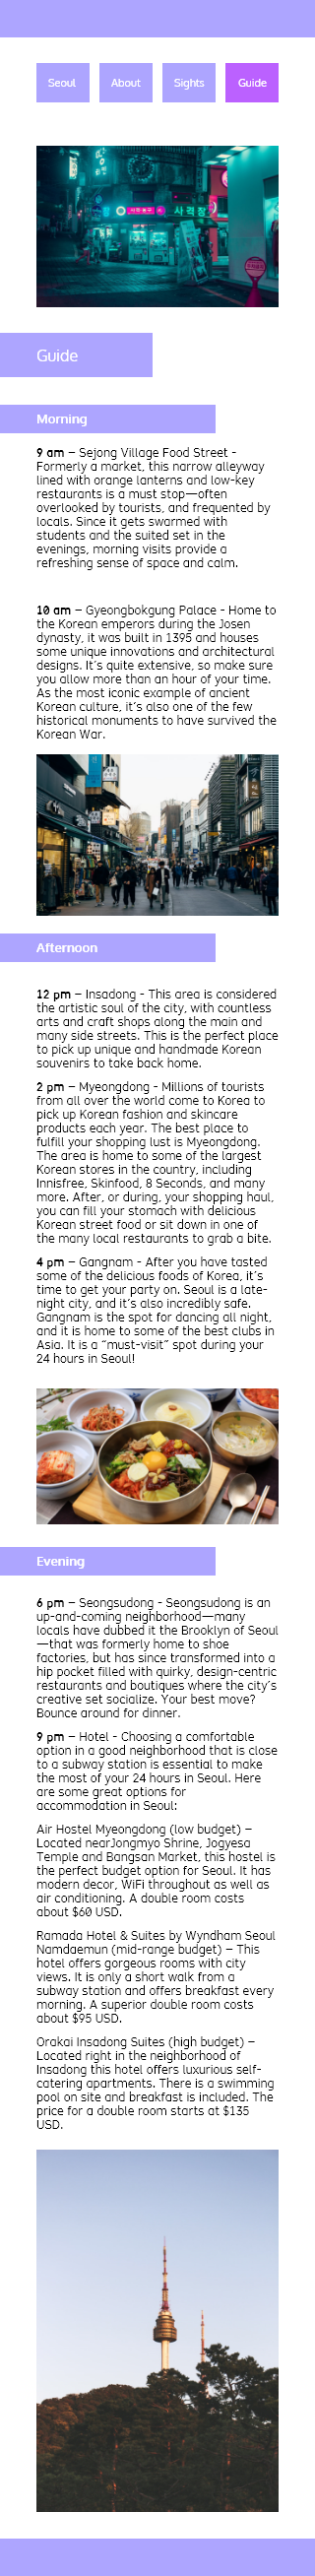 Seoul
About
Sights
Guide
사격장
Guide
Morning
9 am – Sejong Village Food Street -
Formerly a market, this narrow alleyway
lined with orange lanterns and low-key
restaurants is a must stop—often
overlooked by tourists, and frequented by
locals. Since it gets swarmed with
students and the suited set in the
evenings, morning visits provide a
refreshing sense of space and calm.
10 am – Gyeongbokgung Palace - Home to
the Korean emperors during the Josen
dynasty, it was built in 1395 and houses
some unique innovations and architectural
designs. It's quite extensive, so make sure
you allow more than an hour of your time.
As the most iconic example of ancient
Korean culture, it's also one of the few
historical monuments to have survived the
Korean War.
Afternoon
12 pm – Insadong - This area is considered
the artistic soul of the city, with countless
arts and craft shops along the main and
many side streets. This is the perfect place
to pick up unique and handmade Korean
souvenirs to take back home.
2 pm – Myeongdong - Millions of tourists
from all over the world come to Korea to
pick up Korean fashion and skincare
products each year. The best place to
fulfill your shopping lust is Myeongdong.
The area is home to some of the largest
Korean stores in the country, including
Innisfree, Skinfood, 8 Seconds, and many
more. After, or during, your shopping haul,
you can fill your stomach with delicious
Korean street food or sit down in one of
the many local restaurants to grab a bite.
4 pm – Gangnam - After you have tasted
some of the delicious foods of Korea, it's
time to get your party on. Seoul is a late-
night city, and it's also incredibly safe.
Gangnam is the spot for dancing all night,
and it is home to some of the best clubs in
Asia. It is a "must-visit" spot during your
24 hours in Seoul!
Evening
6 pm – Seongsudong - Seongsudong is an
up-and-coming neighborhood—many
locals have dubbed it the Brooklyn of Seoul
—that was formerly home to shoe
factories, but has since transformed into a
hip pocket filled with quirky, design-centric
restaurants and boutiques where the city's
creative set socialize. Your best move?
Bounce around for dinner.
9 pm – Hotel - Choosing a comfortable
option in a good neighborhood that is close
to a subway station is essential to make
the most of your 24 hours in Seoul. Here
are some great options for
accommodation in Seoul:
Air Hostel Myeongdong (low budget) –
Located nearJongmyo Shrine, Jogyesa
Temple and Bangsan Market, this hostel is
the perfect budget option for Seoul. It has
modern decor, WiFi throughout as well as
air conditioning. A double room costs
about $60 USD.
Ramada Hotel & Suites by Wyndham Seoul
Namdaemun (mid-range budget) – This
hotel offers gorgeous rooms with city
views. It is only a short walk from a
subway station and offers breakfast every
morning. A superior double room costs
about $95 USD.
Orakai Insadong Suites (high budget) –
Located right in the neighborhood of
Insadong this hotel offers luxurious self-
catering apartments. There is a swimming
pool on site and breakfast is included. The
price for a double room starts at $135
USD.